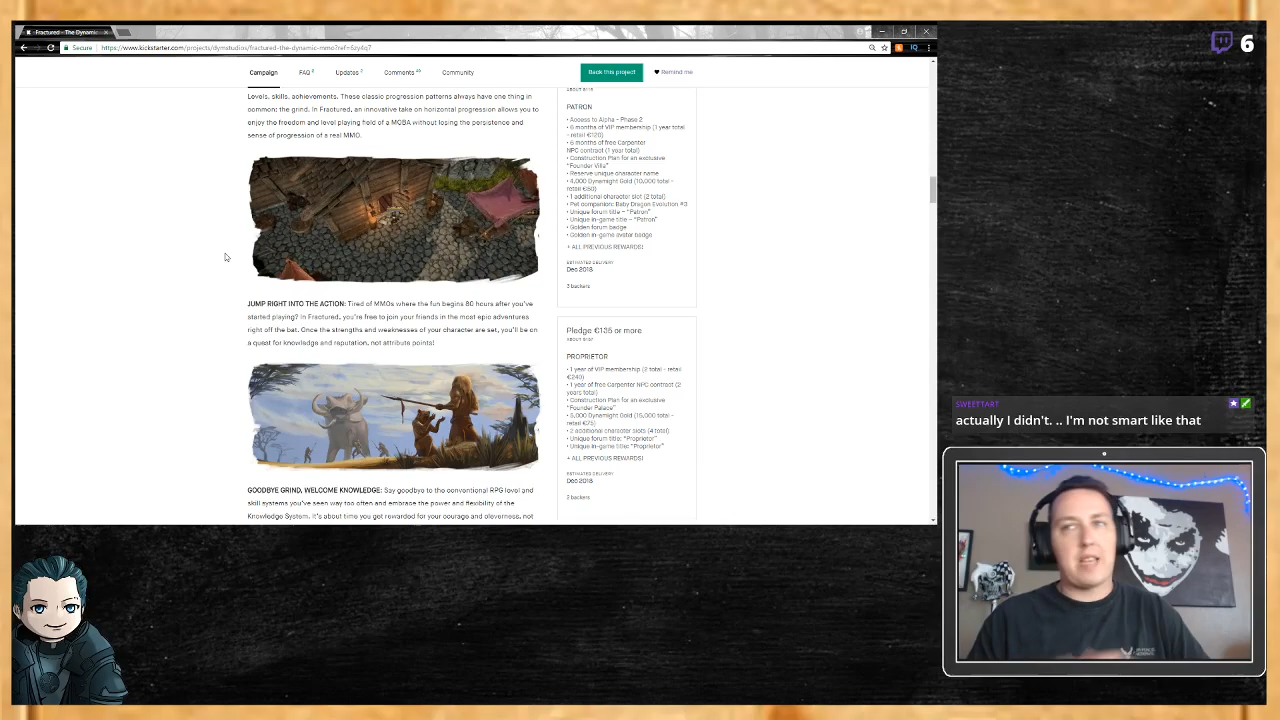 Fractured - The Dynamic
Secure
https://www.kickstarter.com/projects/dymstudios/fractured-the-dynamic-mmo?ref=6zy4q7
Campaign
FAQ
Updates
Comments
Community
Back this project
Remind me
Levels, skills, achievements. These classic progression patterns always have one thing in
common: the grind. In Fractured, an innovative take on horizontal progression allows you to
enjoy the freedom and level playing field of a MOBA without losing the persistence and
sense of progression of a real MMO.
JUMP RIGHT INTO THE ACTION: Tired of MMOs where the fun begins 80 hours after you've
started playing? In Fractured, you're free to join your friends in the most epic adventures
right off the bat. Once the strengths and weaknesses of your character are set, you'll be on
a quest for knowledge and reputation, not attribute points!
GOODBYE GRIND, WELCOME KNOWLEDGE: Say goodbye to the conventional RPG level and
skill systems you've seen way too often and embrace the power and flexibility of the
Knowledge System. It's about time you get rewarded for your courage and cleverness, not
PATRON
• Access to Alpha - Phase 2
• 6 months of VIP membership (1 year total
- retail €120)
• 6 months of free Carpenter
NPC contract (1 year total)
• Construction Plan for an exclusive
"Founder Villa"
• Reserve unique character name
• 4,000 Dynamight Gold (10,000 total -
retail €50)
• 1 additional character slot (2 total)
• Pet companion: Baby Dragon Evolution #3
• Unique forum title – "Patron"
• Unique in-game title – "Patron"
• Golden forum badge
• Golden in-game avatar badge
+ ALL PREVIOUS REWARDS!
ESTIMATED DELIVERY
Dec 2018
3 backers
Pledge €135 or more
PROPRIETOR
• 1 year of VIP membership (2 total - retail
€240)
• 1 year of free Carpenter NPC contract (2
years total)
• Construction Plan for an exclusive
"Founder Palace"
• 5,000 Dynamight Gold (15,000 total -
retail €75)
• 2 additional character slots (4 total)
• Unique forum title: "Proprietor"
• Unique in-game title: "Proprietor"
+ ALL PREVIOUS REWARDS!
ESTIMATED DELIVERY
Dec 2018
2 backers
6
SWEETTART
actually I didn't. .. I'm not smart like that